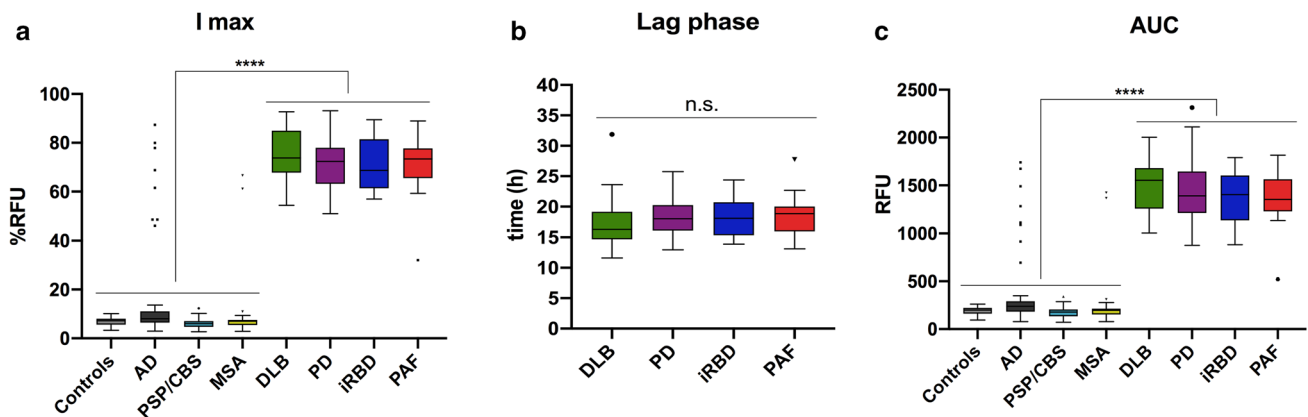 a
I max
****
%RFU
100
80
60
40
20
0
Controls
AD
PSP/CBS
MSA
DLB
PD
iRBD
PAF
b
Lag phase
n.s.
time (h)
40
35
30
25
20
15
10
5
0
DLB
PD
iRBD
PAF
c
AUC
****
RFU
2500
2000
1500
1000
500
0
Controls
AD
PSP/CBS
MSA
DLB
PD
iRBD
PAF